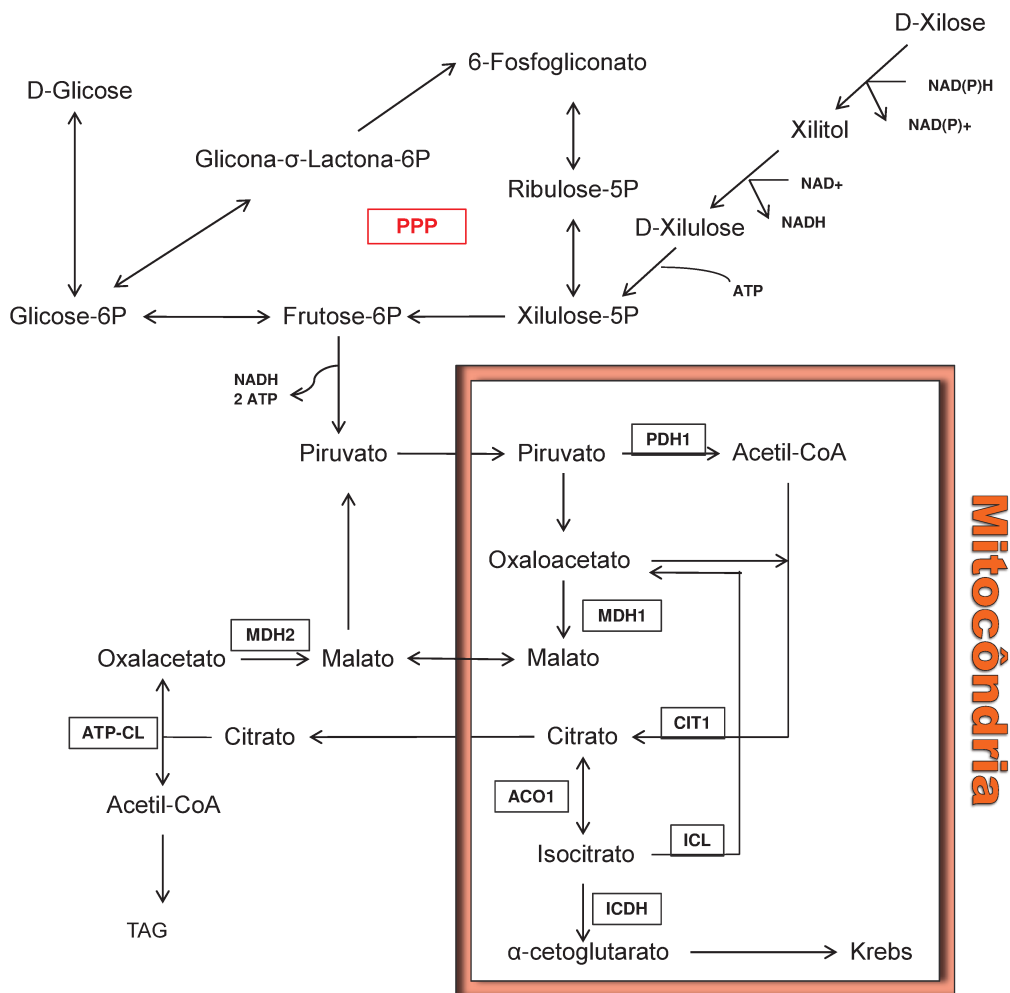 D-Xilose
6-Fosfogliconato
D-Glicose
NAD(P)H
NAD(P)+
Xilitol
Glicona-σ-Lactona-6P
Ribulose-5P
NAD+
NADH
PPP
D-Xilulose
ATP
Glicose-6P
Frutose-6P
Xilulose-5P
NADH
2 ATP
Piruvato
Piruvato
PDH1
Acetil-CoA
Mitocôndria
Oxaloacetato
MDH2
MDH1
Oxalacetato
Malato
Malato
ATP-CL
Citrato
Citrato
CIT1
Acetil-CoA
ACO1
Isocitrato
ICL
ICDH
TAG
α-cetoglutarato
Krebs